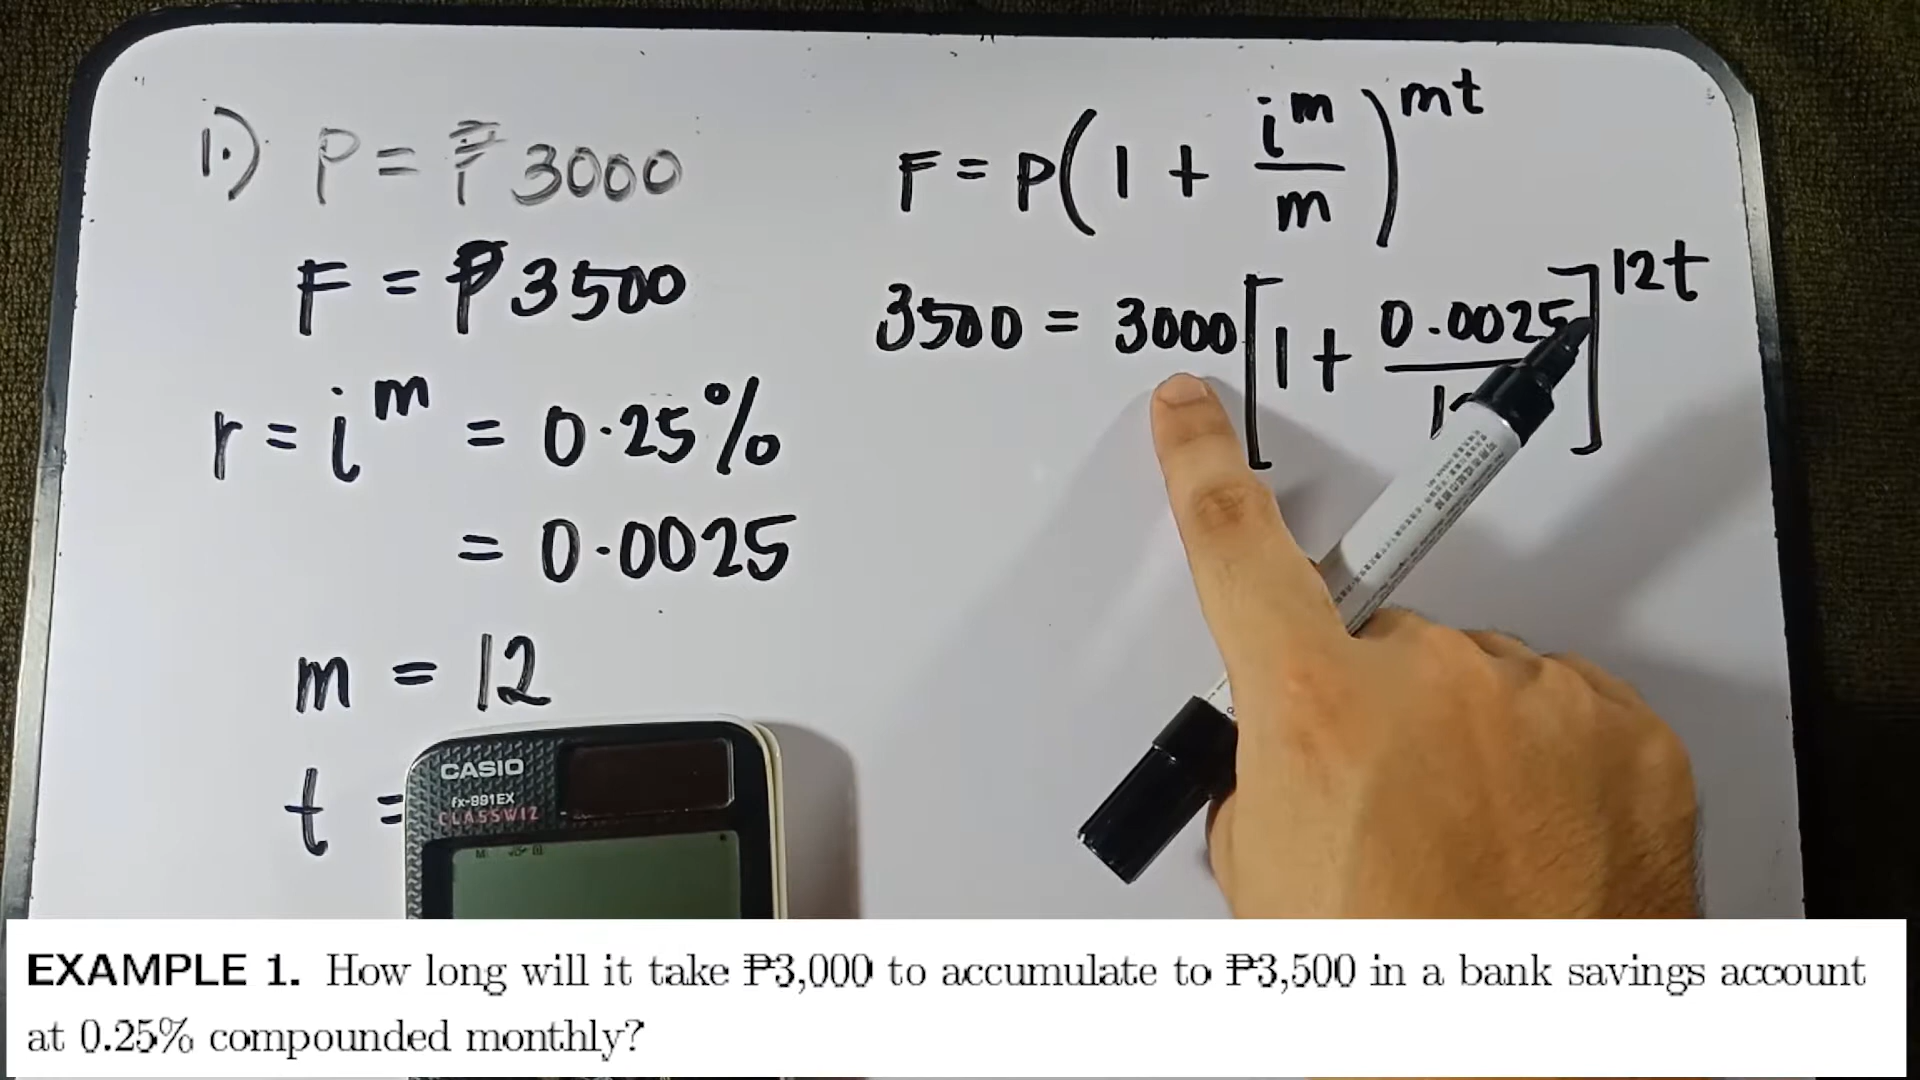 1.) P = ₱3000
F = ₱3500
r = i^m = 0.25%
= 0.0025
m = 12
t =
F = P(1 + i^m/m)^mt
3500 = 3000[1 + 0.0025/1]^12t
CASIO
fx-991EX
CLASSWIZ
EXAMPLE 1. How long will it take ₱3,000 to accumulate to ₱3,500 in a bank savings account
at 0.25% compounded monthly?